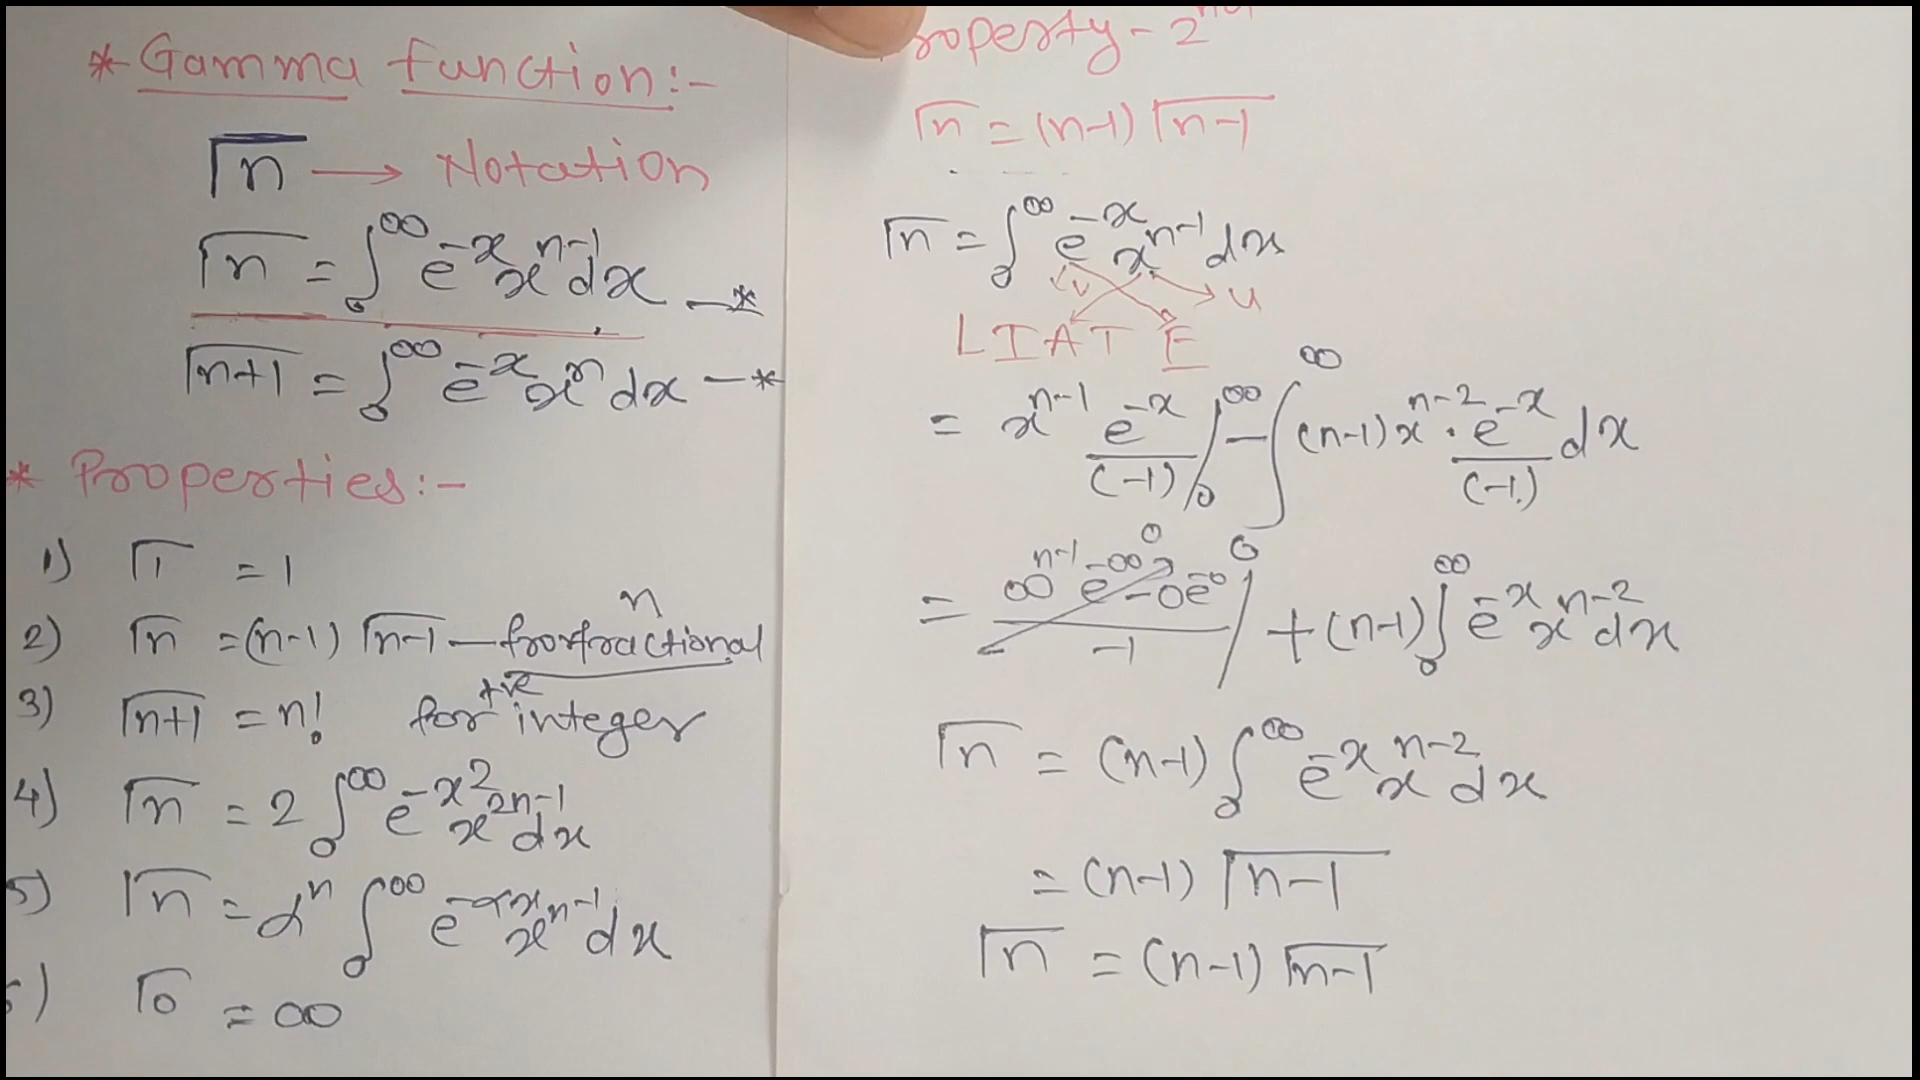 * Gamma function:-
Γn → Notation
Γn = ∫₀^∞ e^-x x^n-1 dx —*
Γn+1 = ∫₀^∞ e^-x x^n dx —*
* Properties:-
1) Γ1 = 1
2) Γn = (n-1) Γn-1 — for fractional n
3) Γn+1 = n! for +ve integer
4) Γn = 2 ∫₀^∞ e^-x² x^2n-1 dx
5) Γn = α^n ∫₀^∞ e^-αx x^n-1 dx
) Γ0 = ∞
roperty-2
Γn = (n-1) Γn-1
Γn = ∫₀^∞ e^-x x^n-1 dx
v u
LIATE
= x^n-1 e^-x/(-1) |₀^∞ - ∫₀^∞ (n-1) x^n-2 · e^-x/(-1) dx
= ∞^n-1 e^-∞ - 0e^-0 / -1 | 0 + (n-1) ∫₀^∞ e^-x x^n-2 dx
Γn = (n-1) ∫₀^∞ e^-x x^n-2 dx
= (n-1) Γn-1
Γn = (n-1) Γn-1